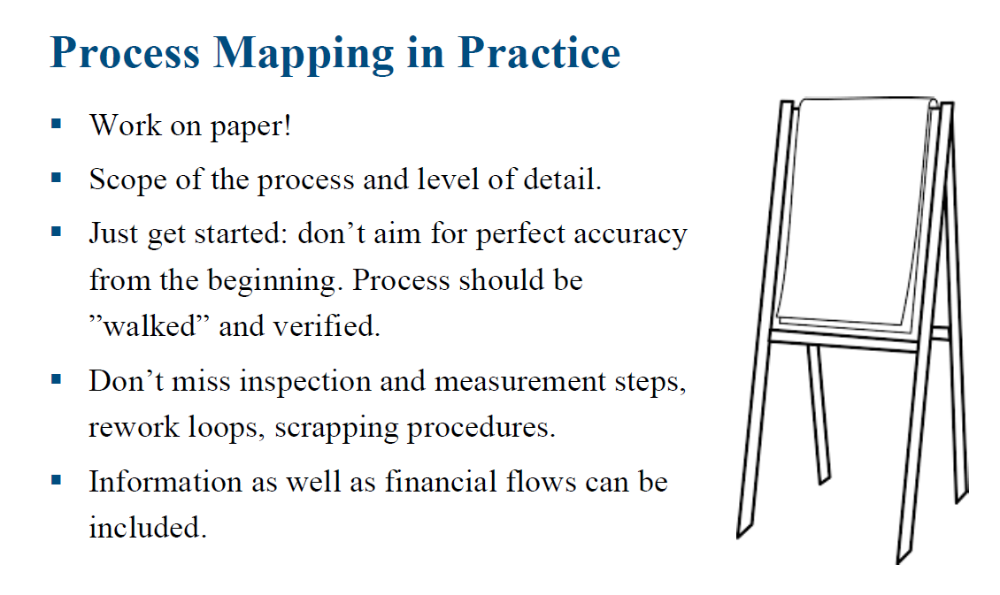 Process Mapping in Practice
Work on paper!
Scope of the process and level of detail.
Just get started: don’t aim for perfect accuracy
from the beginning. Process should be
”walked” and verified.
Don’t miss inspection and measurement steps,
rework loops, scrapping procedures.
Information as well as financial flows can be
included.